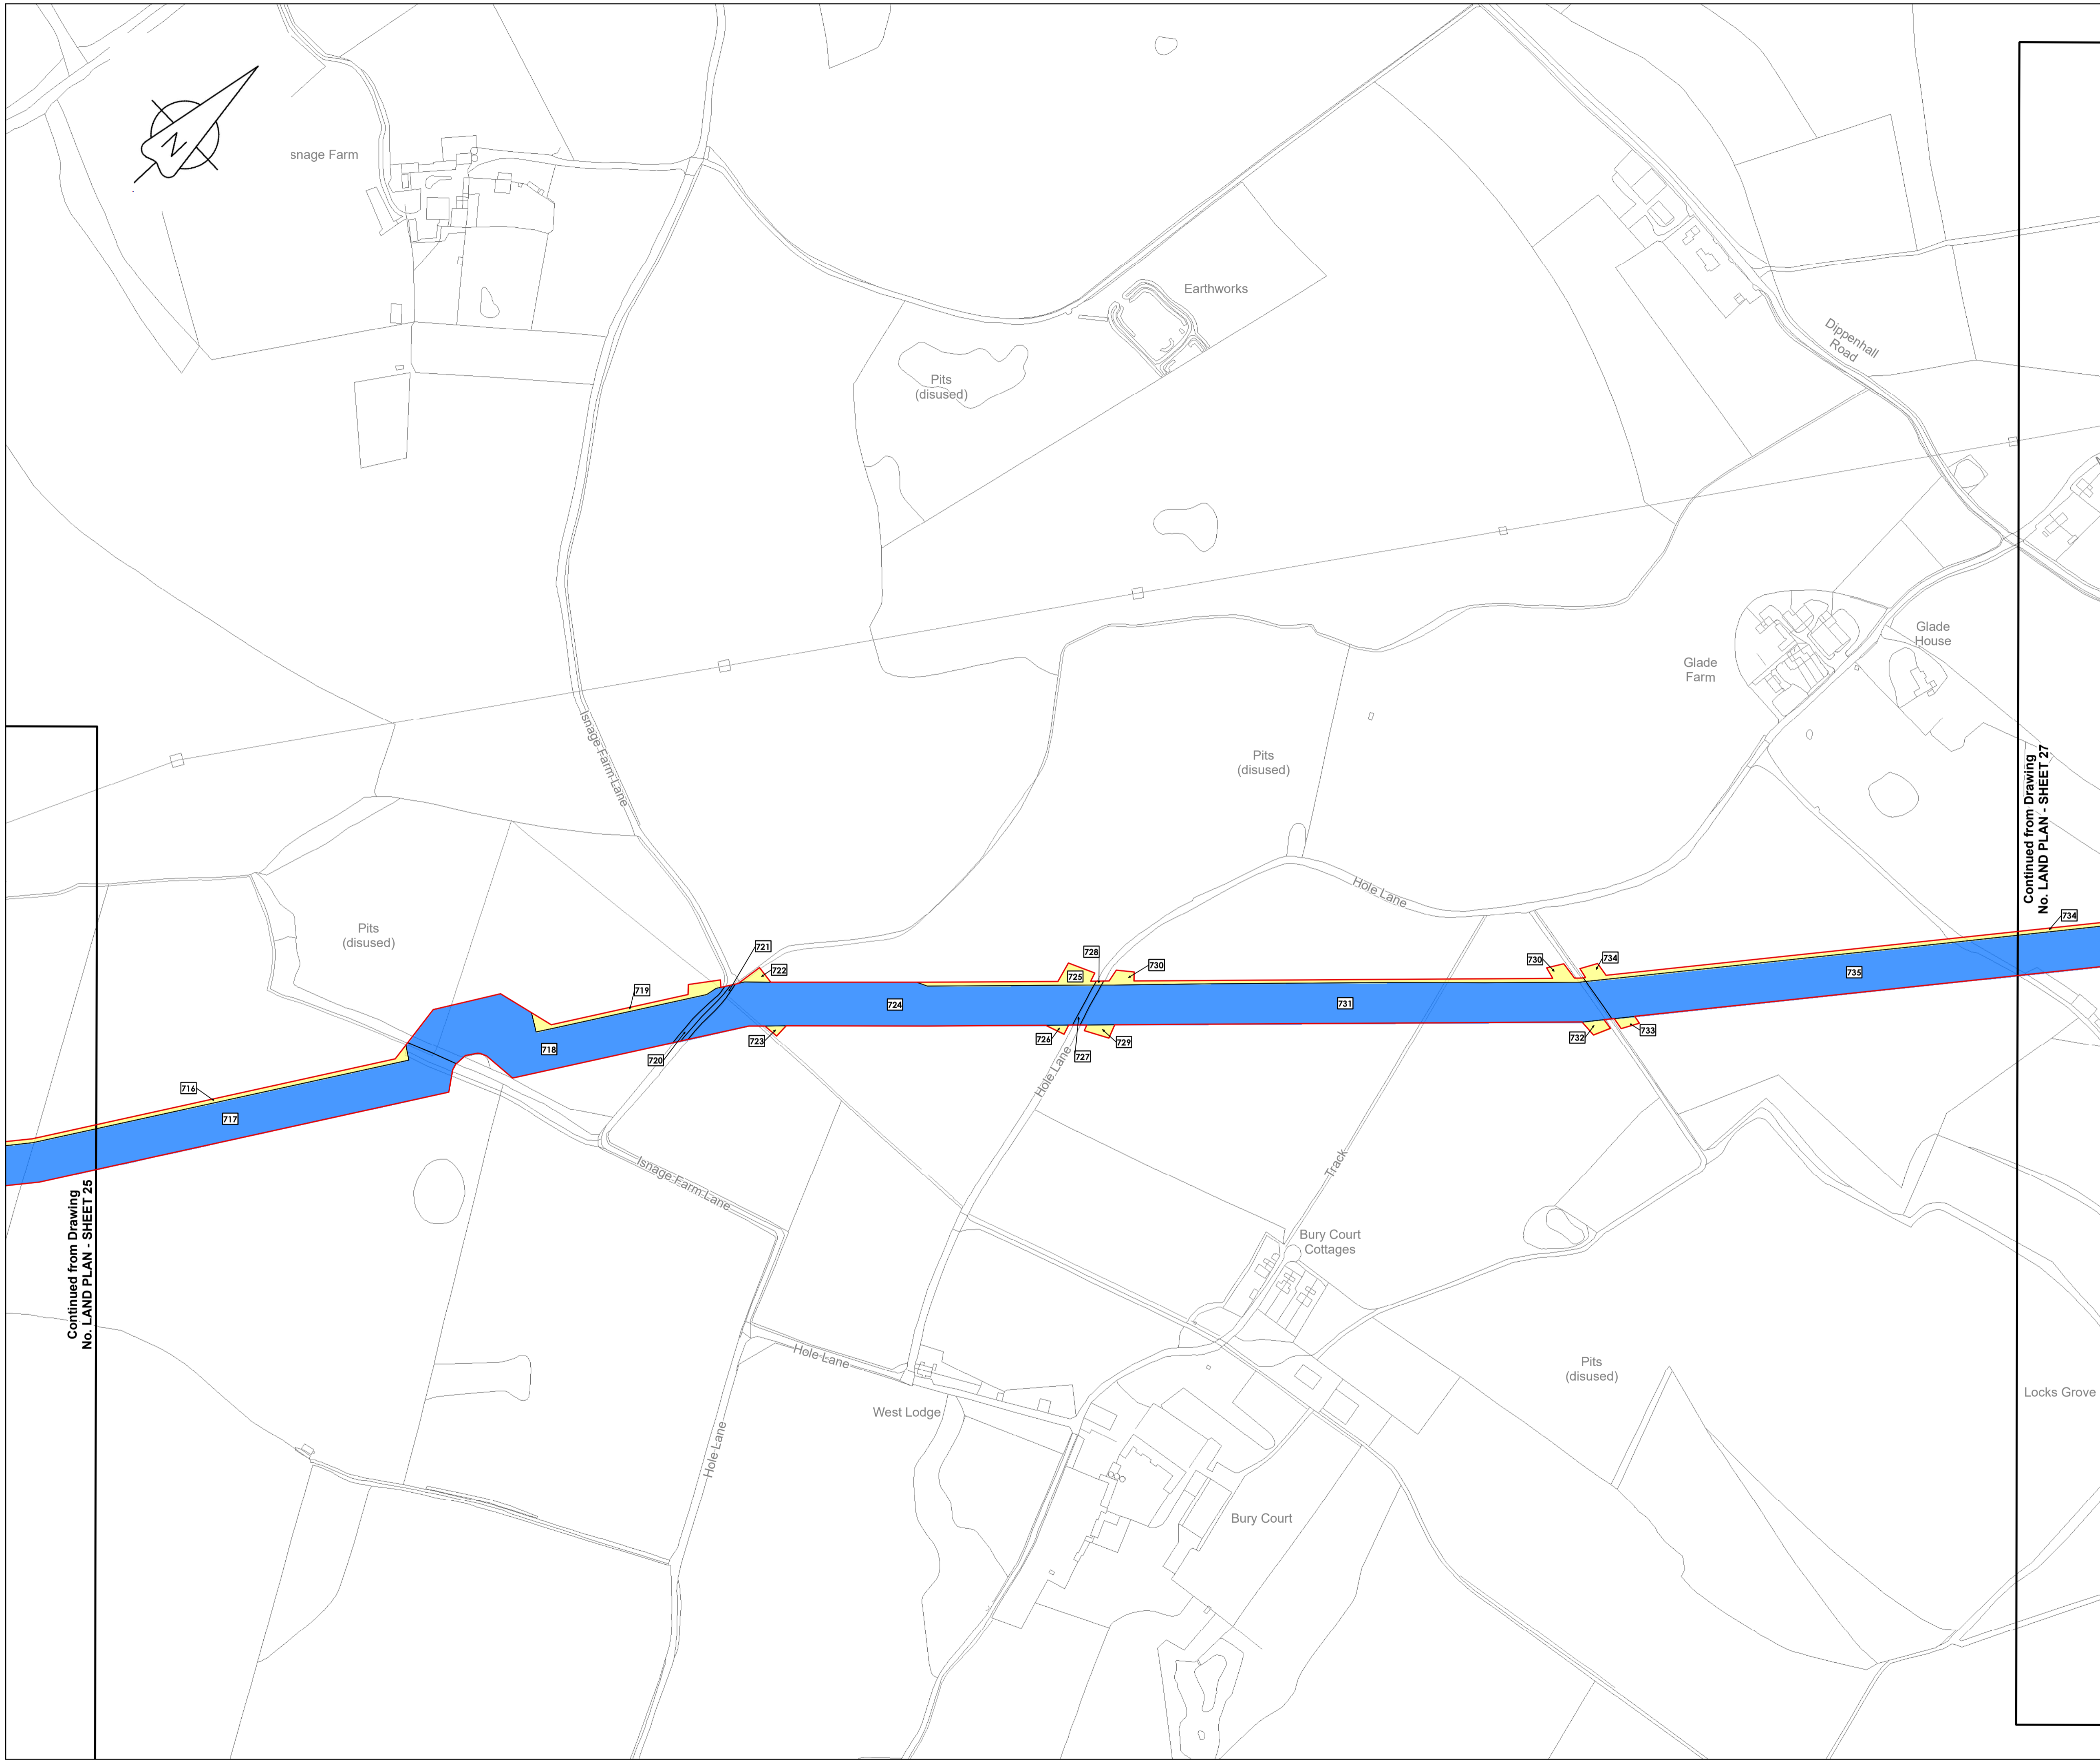 N
snage Farm
Earthworks
Dippenhall
Road
Pits
(disused)
Glade
House
Glade
Farm
Isnage Farm Lane
Pits
(disused)
Continued from Drawing
No. LAND PLAN - SHEET 27
Hole Lane
Pits
(disused)
734
721
728
722
725
730
730
734
735
719
724
731
718
723
726
729
732
733
720
727
716
717
Hole Lane
Track
Isnage Farm Lane
Continued from Drawing
No. LAND PLAN - SHEET 25
Bury Court
Cottages
Hole Lane
Pits
(disused)
Locks Grove
West Lodge
Hole Lane
Bury Court